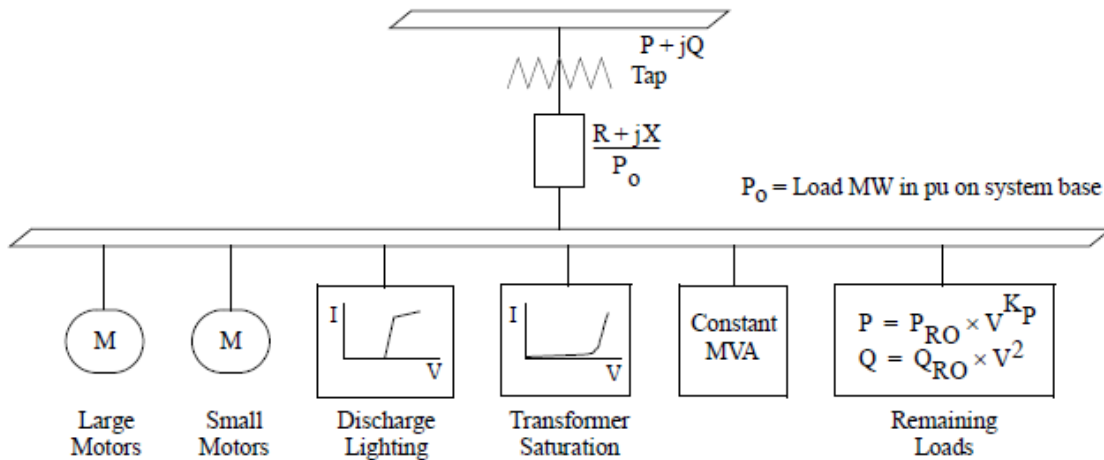 P + jQ
Tap
R + jX
P_o
P_o = Load MW in pu on system base
M
M
I
V
I
V
Constant
MVA
P = P_RO × V^K_P
Q = Q_RO × V^2
Large
Motors
Small
Motors
Discharge
Lighting
Transformer
Saturation
Remaining
Loads